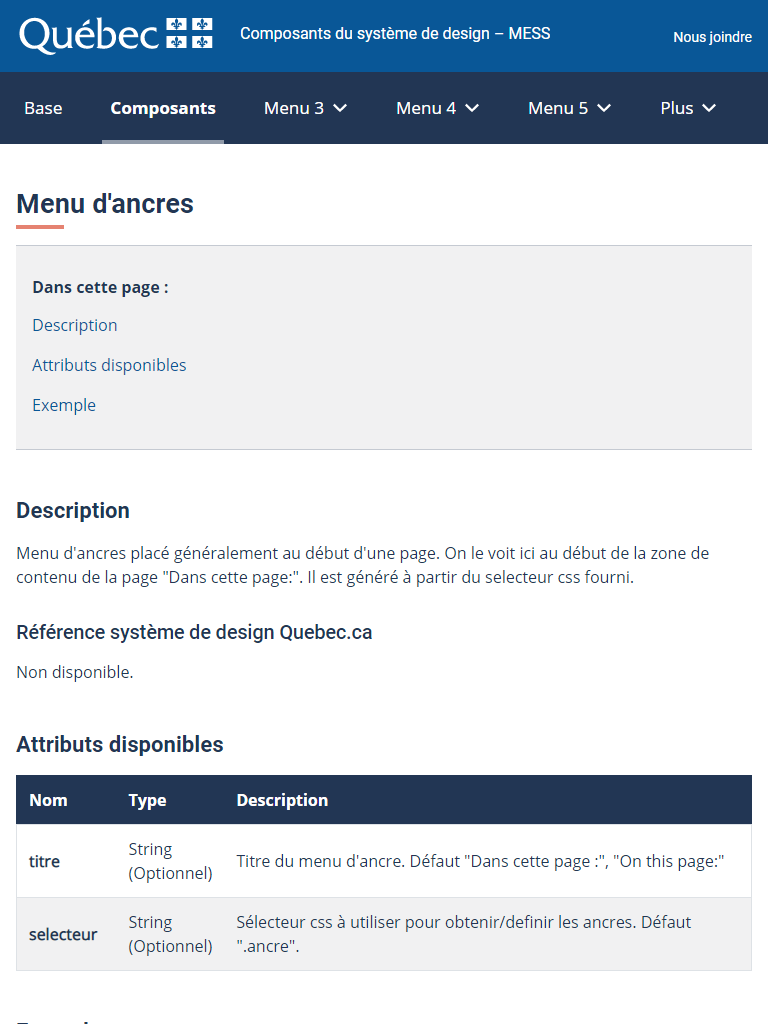 Québec
Composants du système de design – MESS
Nous joindre
Base
Composants
Menu 3
Menu 4
Menu 5
Plus
Menu d'ancres
Dans cette page :
Description
Attributs disponibles
Exemple
Description
Menu d'ancres placé généralement au début d'une page. On le voit ici au début de la zone de
contenu de la page "Dans cette page:". Il est généré à partir du selecteur css fourni.
Référence système de design Quebec.ca
Non disponible.
Attributs disponibles
Nom Type Description
titre
String
(Optionnel)
Titre du menu d'ancre. Défaut "Dans cette page :", "On this page:"
selecteur
String
(Optionnel)
Sélecteur css à utiliser pour obtenir/definir les ancres. Défaut
".ancre".